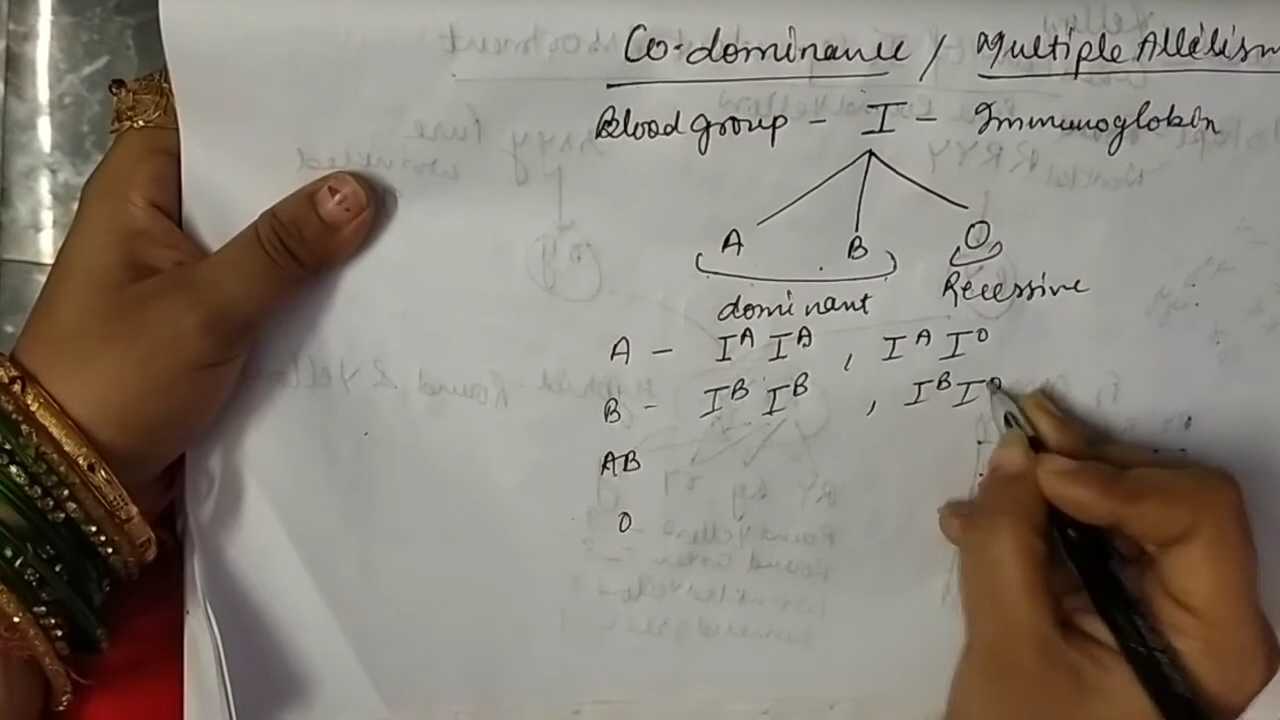 Co-dominance / Multiple Allelism
Blood group - I - Immunoglobin
A B O
dominant Recessive
A - I^A I^A , I^A I^O
B - I^B I^B , I^B I^O
AB
O